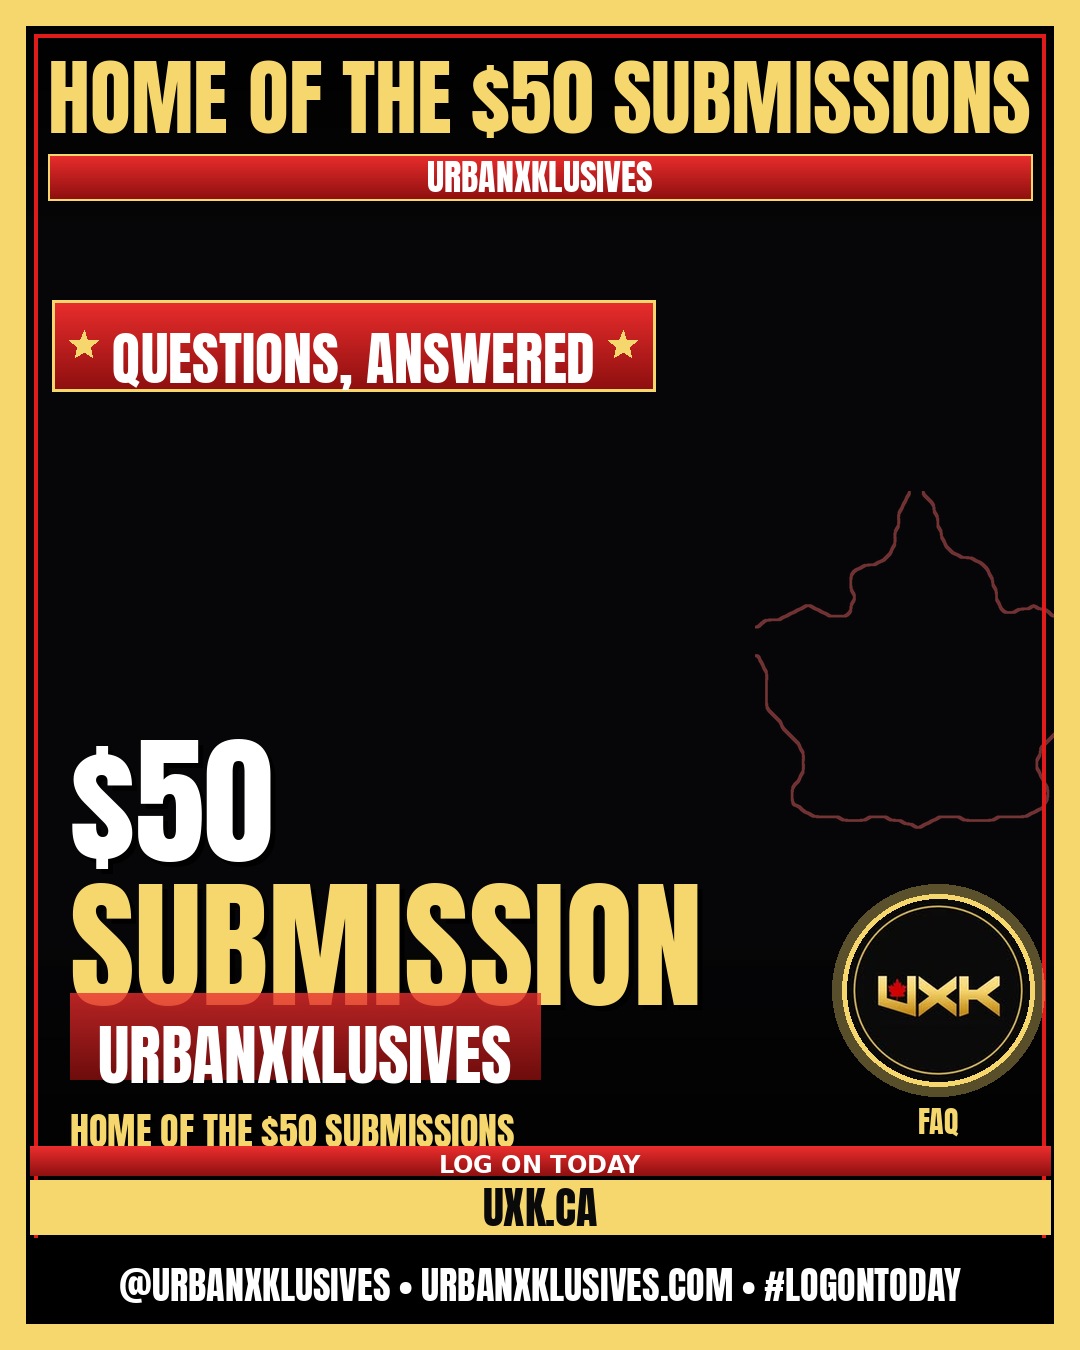 HOME OF THE $50 SUBMISSIONS
URBANXKLUSIVES
QUESTIONS, ANSWERED
$50
SUBMISSION
URBANXKLUSIVES
UXK
HOME OF THE $50 SUBMISSIONS
FAQ
LOG ON TODAY
UXK.CA
@URBANXKLUSIVES • URBANXKLUSIVES.COM • #LOGONTODAY